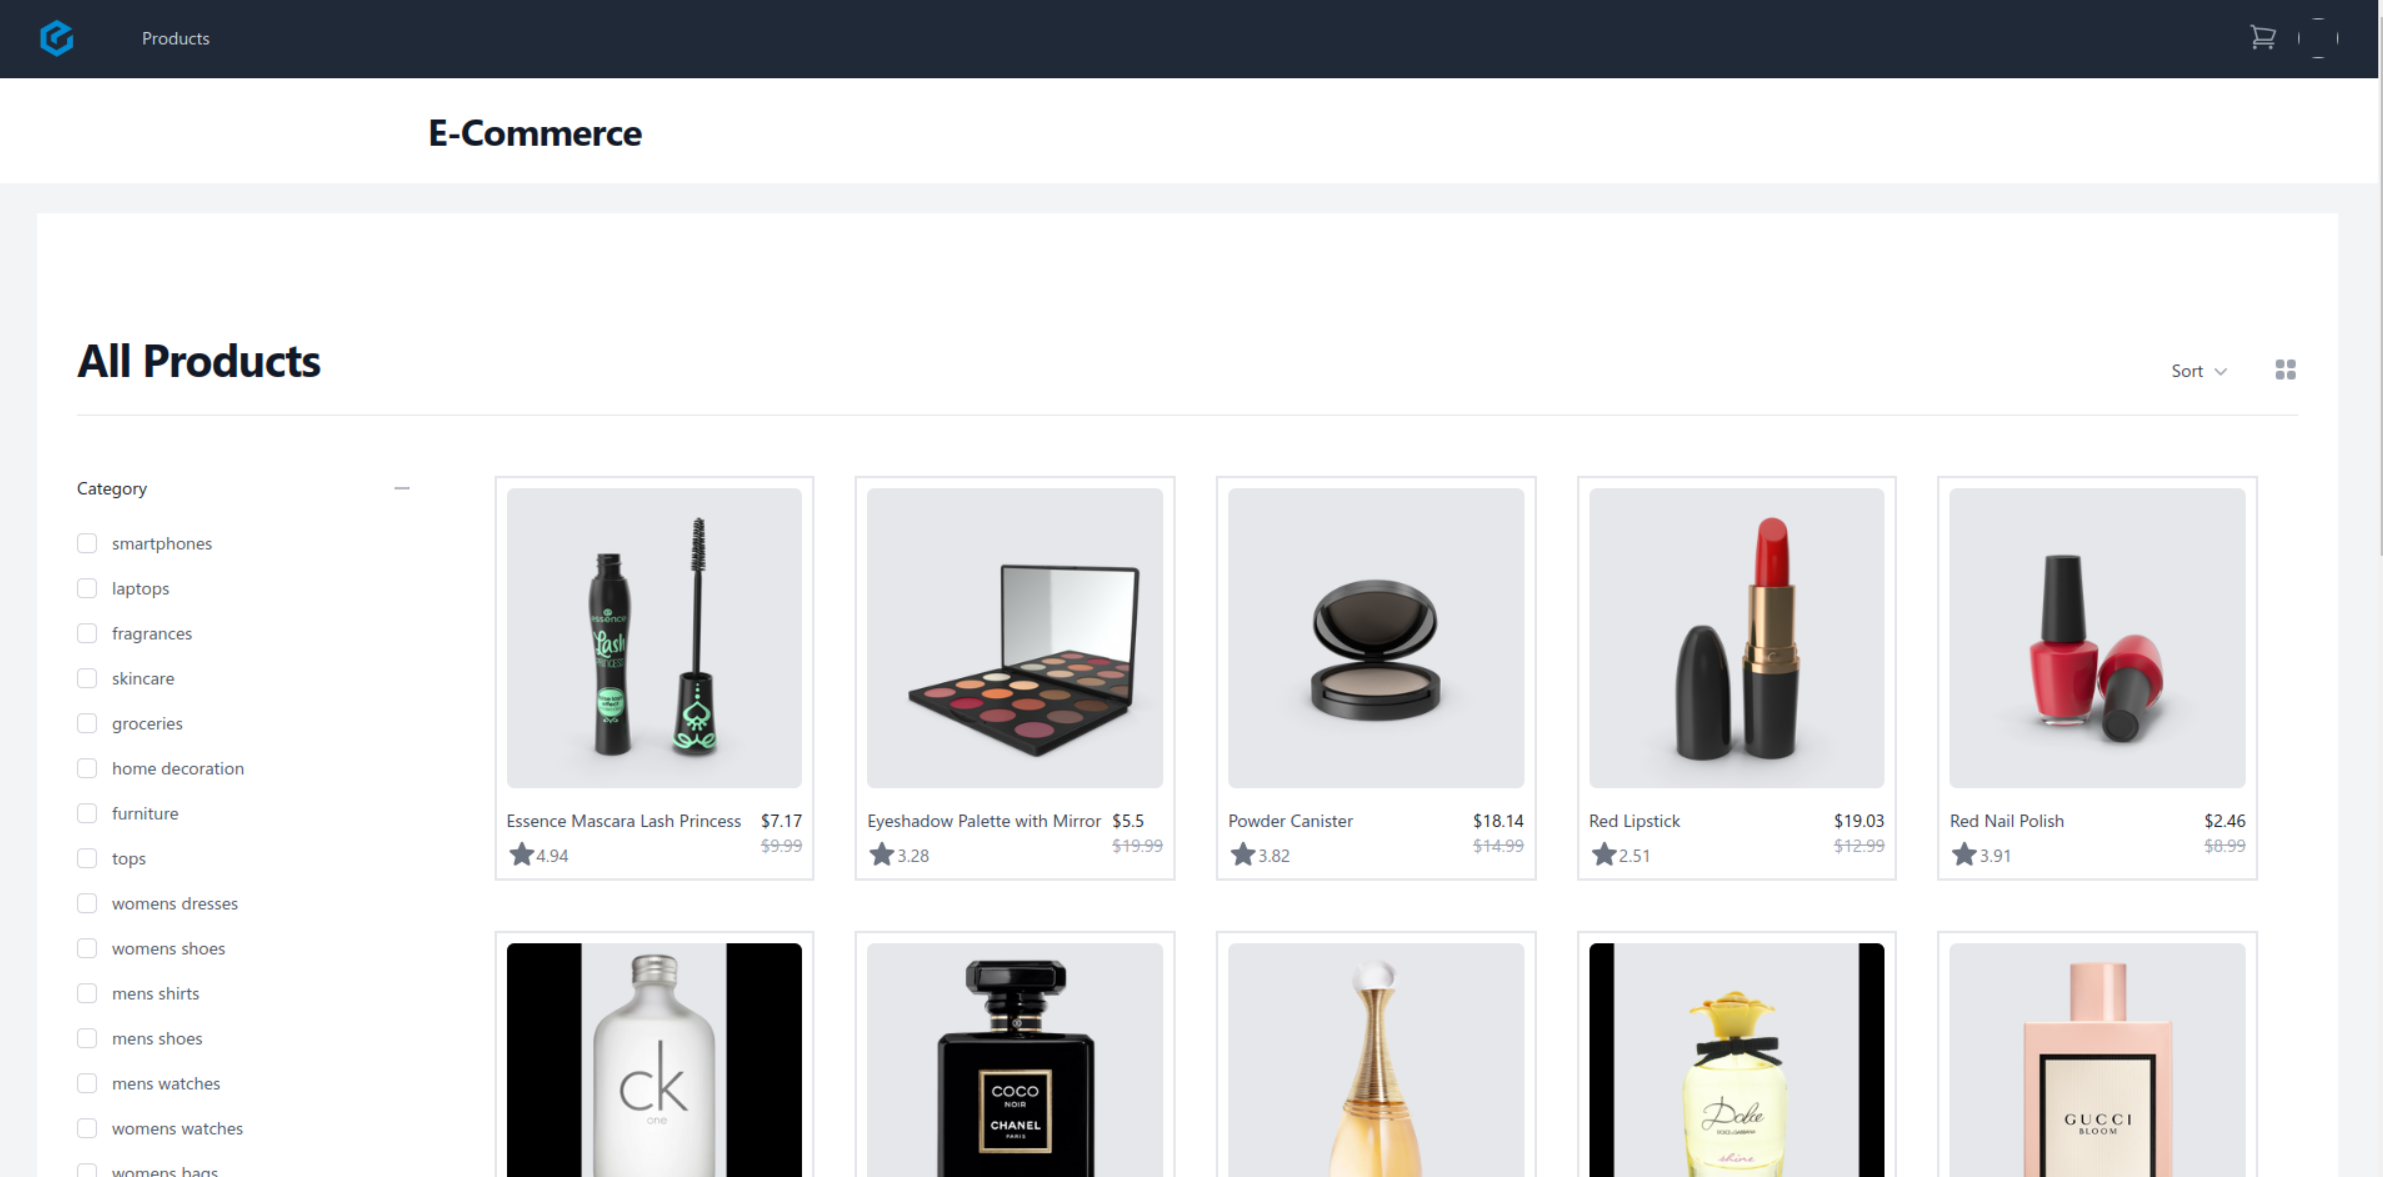 Products
E-Commerce
All Products
Sort
Category
smartphones
laptops
fragrances
skincare
groceries
home decoration
furniture
tops
womens dresses
womens shoes
mens shirts
mens shoes
mens watches
womens watches
womens bags
essence
Lash
PRINCESS
Essence Mascara Lash Princess $7.17
4.94 $9.99
Eyeshadow Palette with Mirror $5.5
3.28 $19.99
Powder Canister $18.14
3.82 $14.99
Red Lipstick $19.03
2.51 $12.99
Red Nail Polish $2.46
3.91 $8.99
ck
one
COCO
NOIR
CHANEL
PARIS
Dolce
DOLCE & GABBANA
shine
GUCCI
BLOOM